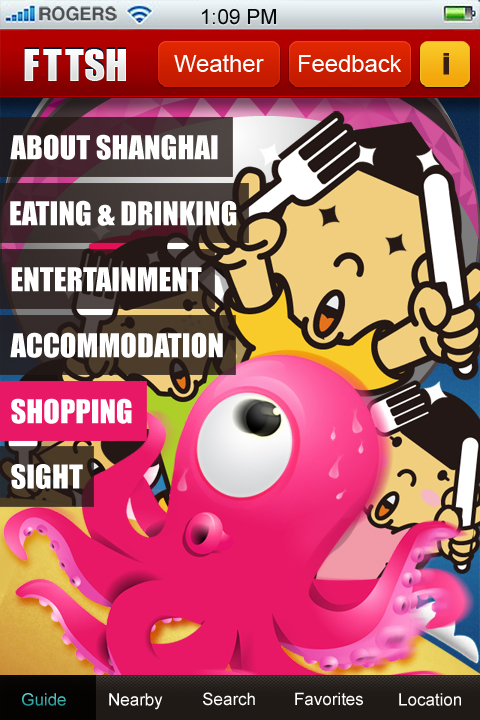 ROGERS 1:09 PM
FTTSH Weather Feedback i
ABOUT SHANGHAI
EATING & DRINKING
ENTERTAINMENT
ACCOMMODATION
SHOPPING
SIGHT
Guide Nearby Search Favorites Location